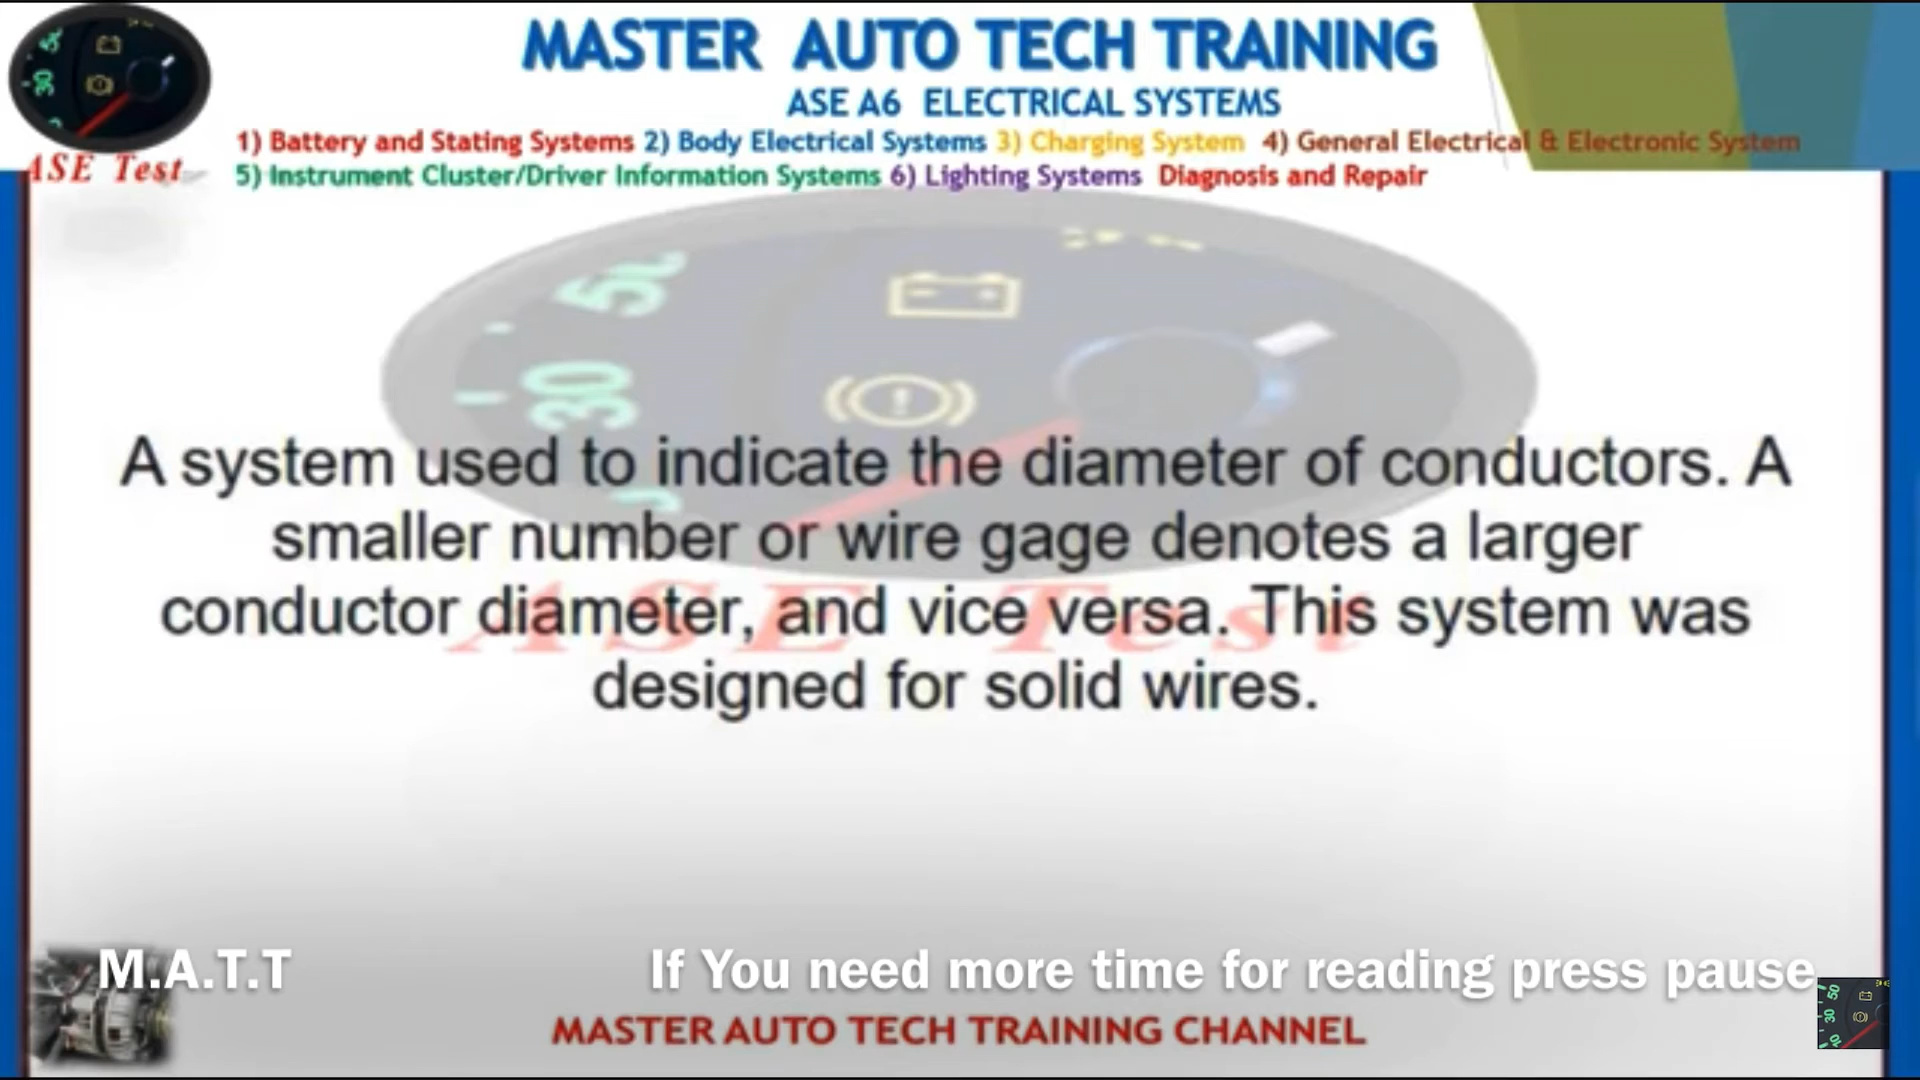 MASTER AUTO TECH TRAINING
ASE A6 ELECTRICAL SYSTEMS
1) Battery and Stating Systems 2) Body Electrical Systems 3) Charging System 4) General Electrical & Electronic System
5) Instrument Cluster/Driver Information Systems 6) Lighting Systems Diagnosis and Repair
ASE Test
50
30
A system used to indicate the diameter of conductors. A
smaller number or wire gage denotes a larger
conductor diameter, and vice versa. This system was
designed for solid wires.
ASE Test
M.A.T.T
If You need more time for reading press pause
MASTER AUTO TECH TRAINING CHANNEL
50
30